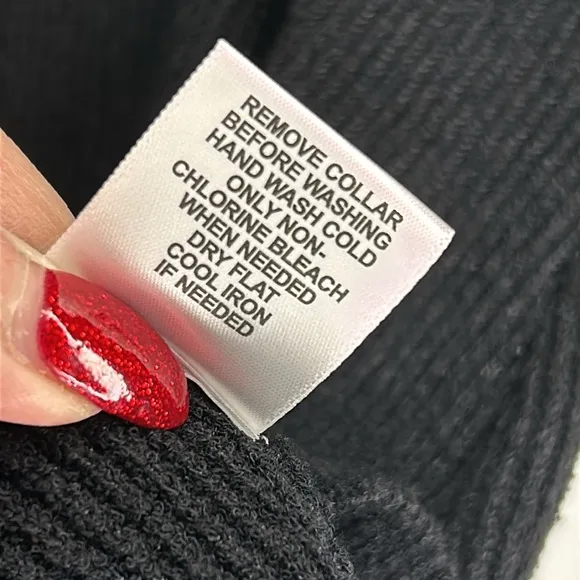 REMOVE COLLAR
BEFORE WASHING
HAND WASH COLD
ONLY NON-
CHLORINE BLEACH
WHEN NEEDED
DRY FLAT
COOL IRON
IF NEEDED